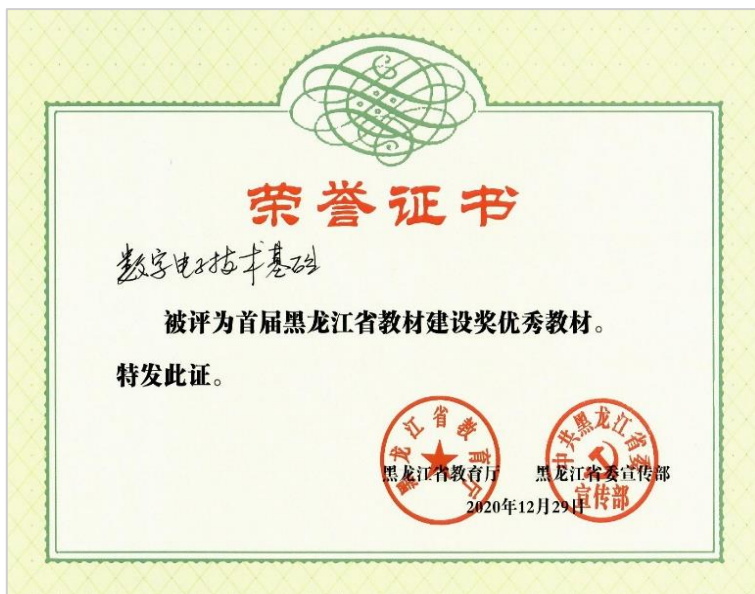 荣誉证书
数字电子技术基础
被评为首届黑龙江省教材建设奖优秀教材。
特发此证。
黑龙江省教育厅
中共黑龙江省委
宣传部
黑龙江省教育厅 黑龙江省委宣传部
2020年12月29日